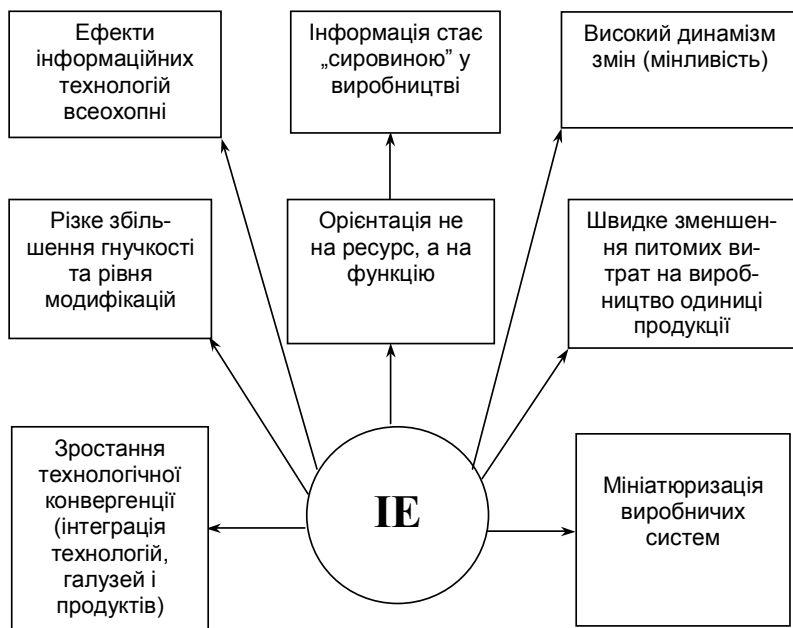 Ефекти
інформаційних
технологій
всеохопні
Інформація стає
„сировиною” у
виробництві
Високий динамізм
змін (мінливість)
Різке збіль-
шення гнучкості
та рівня
модифікацій
Орієнтація не
на ресурс, а на
функцію
Швидке зменшен-
ня питомих ви-
трат на вироб-
ництво одиниці
продукції
Зростання
технологічної
конвергенції
(інтеграція
технологій,
галузей і
продуктів)
ІЕ
Мініатюризація
виробничих
систем